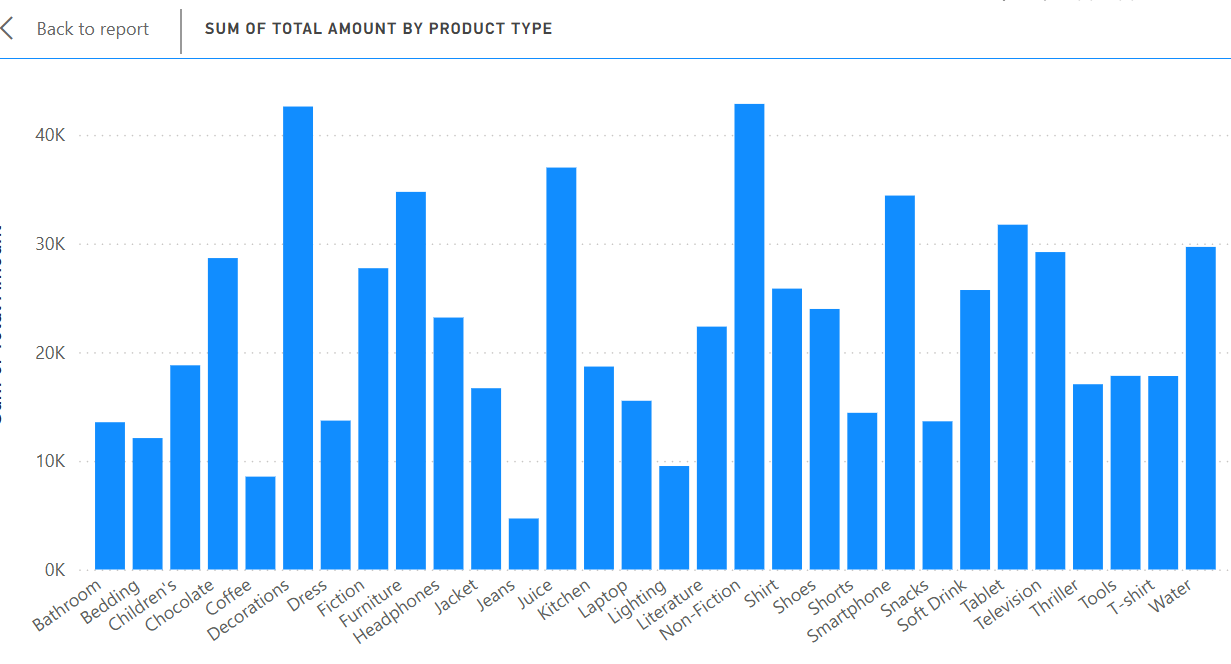 Back to report
SUM OF TOTAL AMOUNT BY PRODUCT TYPE
40K
30K
20K
10K
0K
Bathroom
Bedding
Children's
Chocolate
Coffee
Decorations
Dress
Fiction
Furniture
Headphones
Jacket
Jeans
Juice
Kitchen
Laptop
Lighting
Literature
Non-Fiction
Shirt
Shoes
Shorts
Smartphone
Snacks
Soft Drink
Tablet
Television
Thriller
Tools
T-shirt
Water